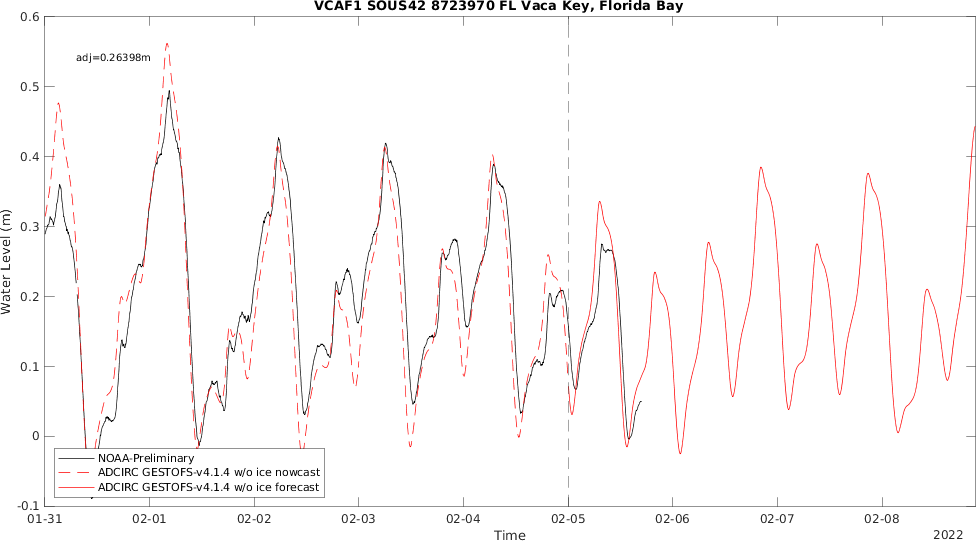 VCAF1 SOUS42 8723970 FL Vaca Key, Florida Bay
adj=0.26398m
Water Level (m)
0.6
0.5
0.4
0.3
0.2
0.1
0
-0.1
NOAA-Preliminary
ADCIRC GESTOFS-v4.1.4 w/o ice nowcast
ADCIRC GESTOFS-v4.1.4 w/o ice forecast
01-31 02-01 02-02 02-03 02-04 02-05 02-06 02-07 02-08
Time
2022